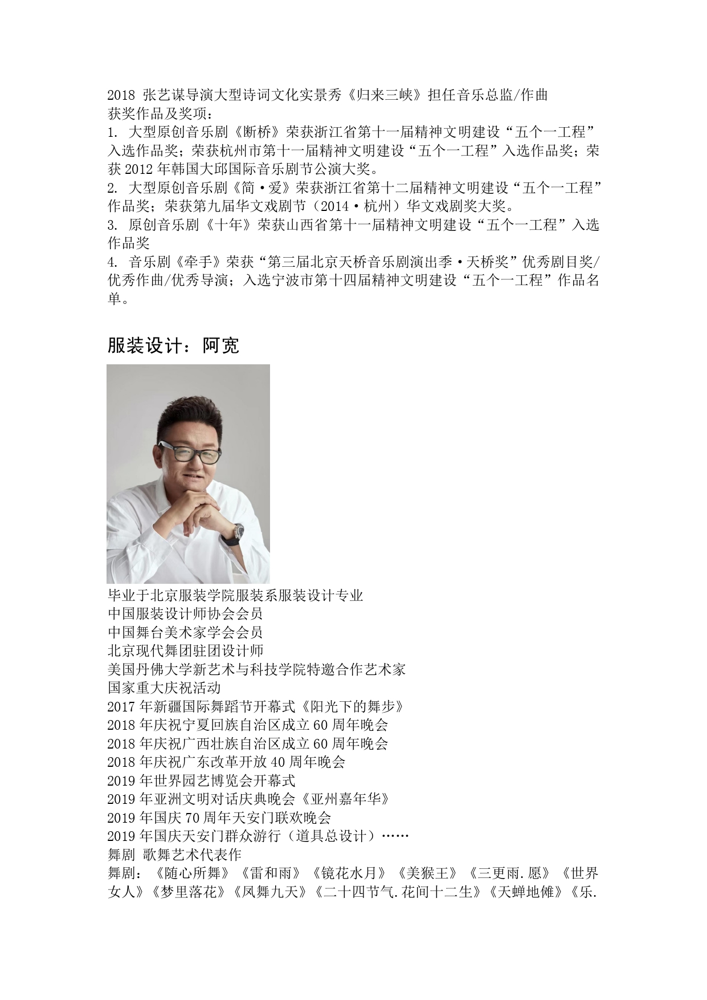 2018 张艺谋导演大型诗词文化实景秀《归来三峡》担任音乐总监/作曲
获奖作品及奖项:
1. 大型原创音乐剧《断桥》荣获浙江省第十一届精神文明建设“五个一工程”
入选作品奖；荣获杭州市第十一届精神文明建设“五个一工程”入选作品奖；荣
获 2012 年韩国大邱国际音乐剧节公演大奖。
2. 大型原创音乐剧《简·爱》荣获浙江省第十二届精神文明建设“五个一工程”
作品奖；荣获第九届华文戏剧节（2014·杭州）华文戏剧奖大奖。
3. 原创音乐剧《十年》荣获山西省第十一届精神文明建设“五个一工程”入选
作品奖
4. 音乐剧《牵手》荣获“第三届北京天桥音乐剧演出季·天桥奖”优秀剧目奖/
优秀作曲/优秀导演；入选宁波市第十四届精神文明建设“五个一工程”作品名
单。
服装设计：阿宽
毕业于北京服装学院服装系服装设计专业
中国服装设计师协会会员
中国舞台美术家学会会员
北京现代舞团驻团设计师
美国丹佛大学新艺术与科技学院特邀合作艺术家
国家重大庆祝活动
2017 年新疆国际舞蹈节开幕式《阳光下的舞步》
2018 年庆祝宁夏回族自治区成立 60 周年晚会
2018 年庆祝广西壮族自治区成立 60 周年晚会
2018 年庆祝广东改革开放 40 周年晚会
2019 年世界园艺博览会开幕式
2019 年亚洲文明对话庆典晚会《亚州嘉年华》
2019 年国庆 70 周年天安门联欢晚会
2019 年国庆天安门群众游行（道具总设计）……
舞剧 歌舞艺术代表作
舞剧：《随心所舞》《雷和雨》《镜花水月》《美猴王》《三更雨.愿》《世界
女人》《梦里落花》《凤舞九天》《二十四节气.花间十二生》《天蝉地傩》《乐.